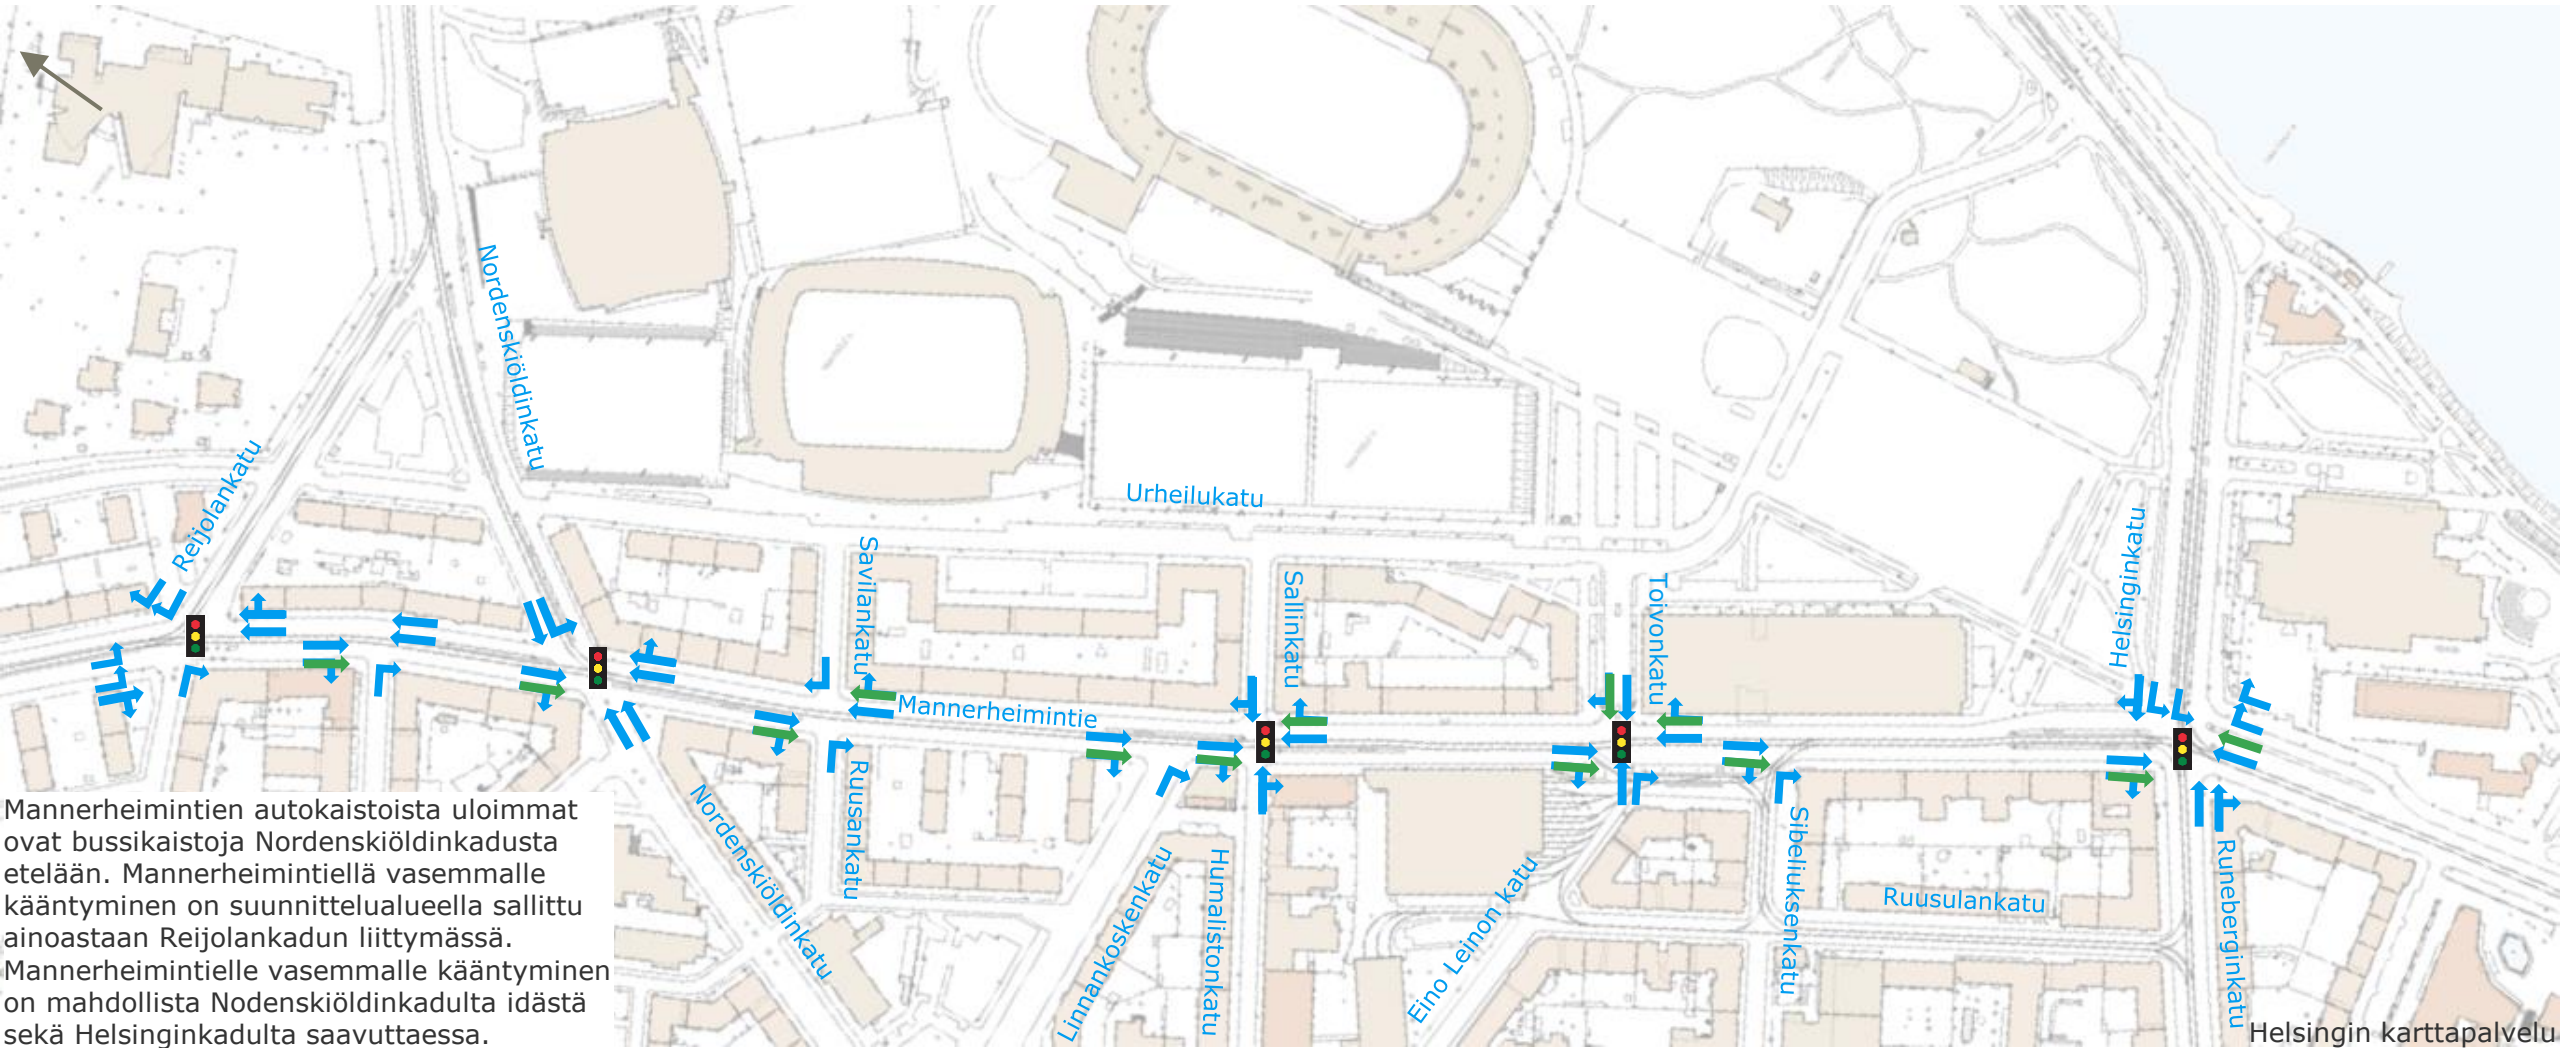 Nordenskiöldinkatu
Reijolankatu
Urheilukatu
Savilankatu
Sallinkatu
Toivonkatu
Helsinginkatu
Mannerheimintie
Nordenskiöldinkatu
Ruusankatu
Linnankoskenkatu
Humalistonkatu
Eino Leinon katu
Sibeliuksenkatu
Ruusulankatu
Runeberginkatu
Mannerheimintien autokaistoista uloimmat
ovat bussikaistoja Nordenskiöldinkadusta
etelään. Mannerheimintiellä vasemmalle
kääntyminen on suunnittelualueella sallittu
ainoastaan Reijolankadun liittymässä.
Mannerheimintielle vasemmalle kääntyminen
on mahdollista Nodenskiöldinkadulta idästä
sekä Helsinginkadulta saavuttaessa.
Helsingin karttapalvelu